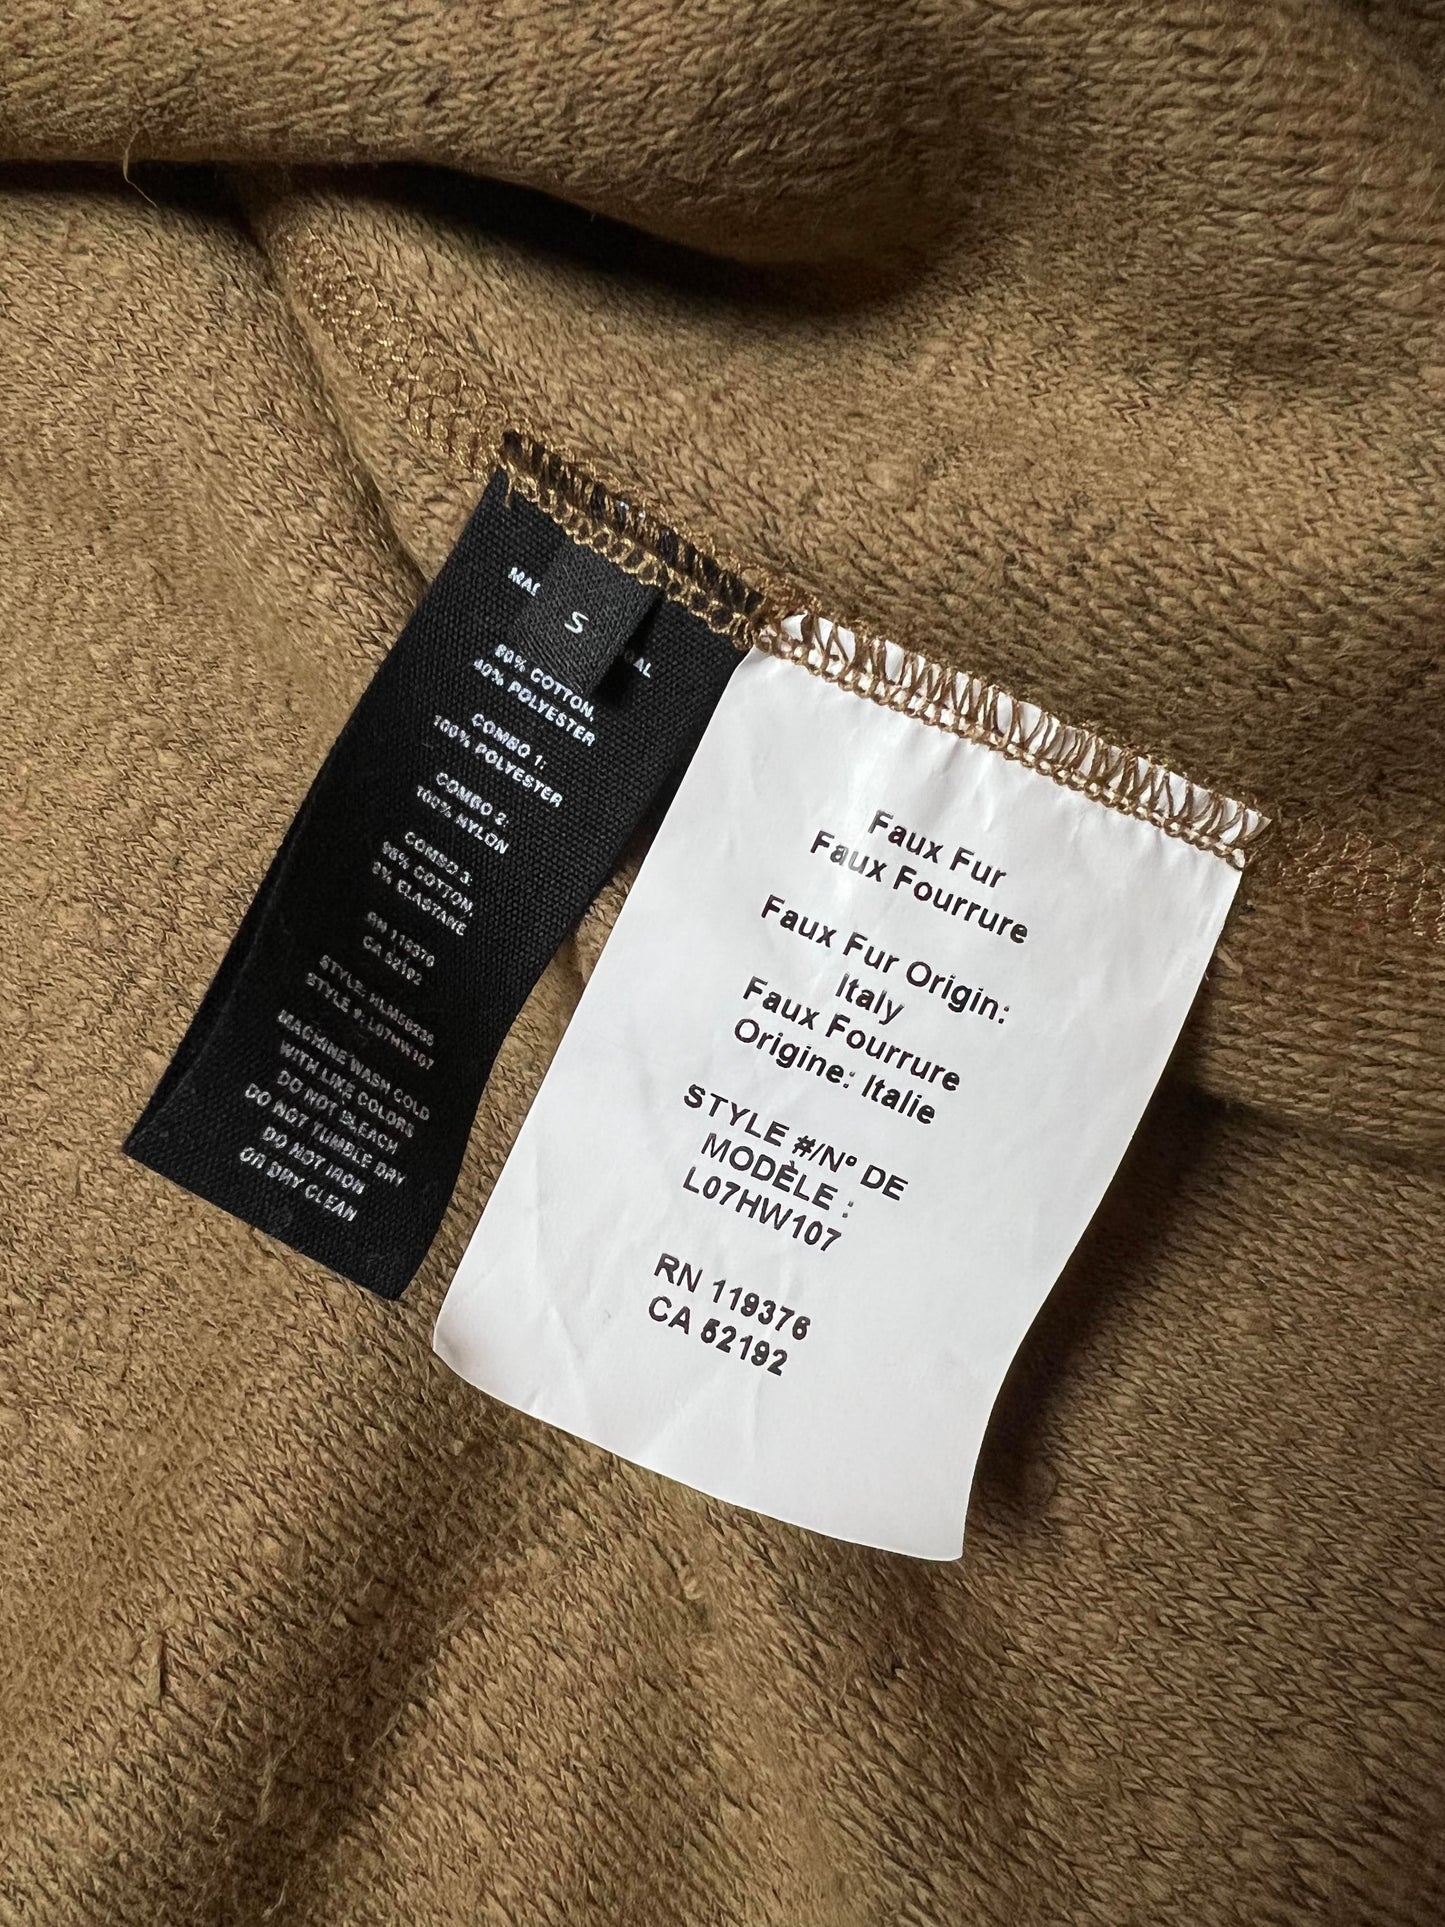 S
60% COTTON,
40% POLYESTER
COMBO 1:
100% POLYESTER
COMBO 2:
100% NYLON
COMBO 3:
COTTON,
ELASTANE
RN 119376
CA 52192
STYLE:
STYLE #: L07HW107
MACHINE WASH COLD
WITH LIKE COLORS
DO NOT BLEACH
DO NOT TUMBLE DRY
DO NOT IRON
OR DRY CLEAN
Faux Fur
Faux Fourrure
Faux Fur Origin:
Italy
Faux Fourrure
Origine: Italie
STYLE #/Nº DE
MODÈLE :
L07HW107
RN 119376
CA 52192